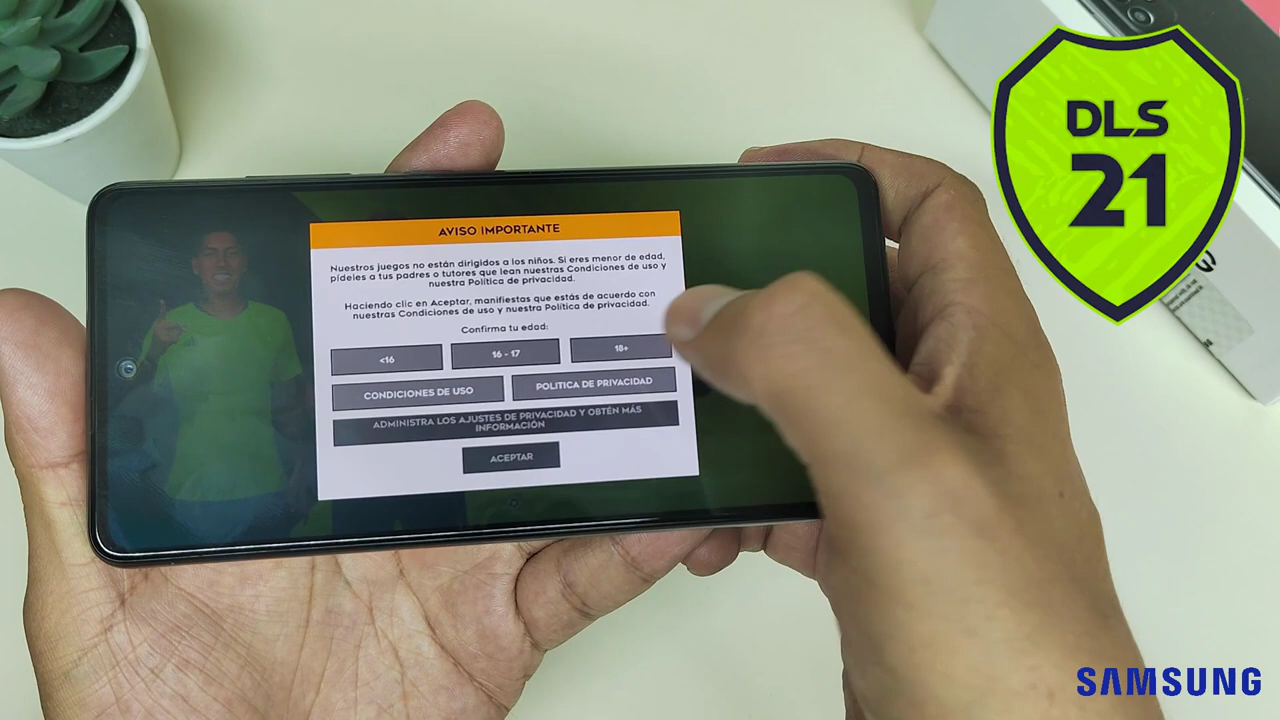 DLS
21
AVISO IMPORTANTE
Nuestros juegos no están dirigidos a los niños. Si eres menor de edad,
pídeles a tus padres o tutores que lean nuestras Condiciones de uso y
nuestra Política de privacidad.
Haciendo clic en Aceptar, manifiestas que estás de acuerdo con
nuestras Condiciones de uso y nuestra Política de privacidad.
Confirma tu edad:
<16
16 - 17
18+
CONDICIONES DE USO
POLITICA DE PRIVACIDAD
ADMINISTRA LOS AJUSTES DE PRIVACIDAD Y OBTÉN MÁS
INFORMACIÓN
ACEPTAR
SAMSUNG